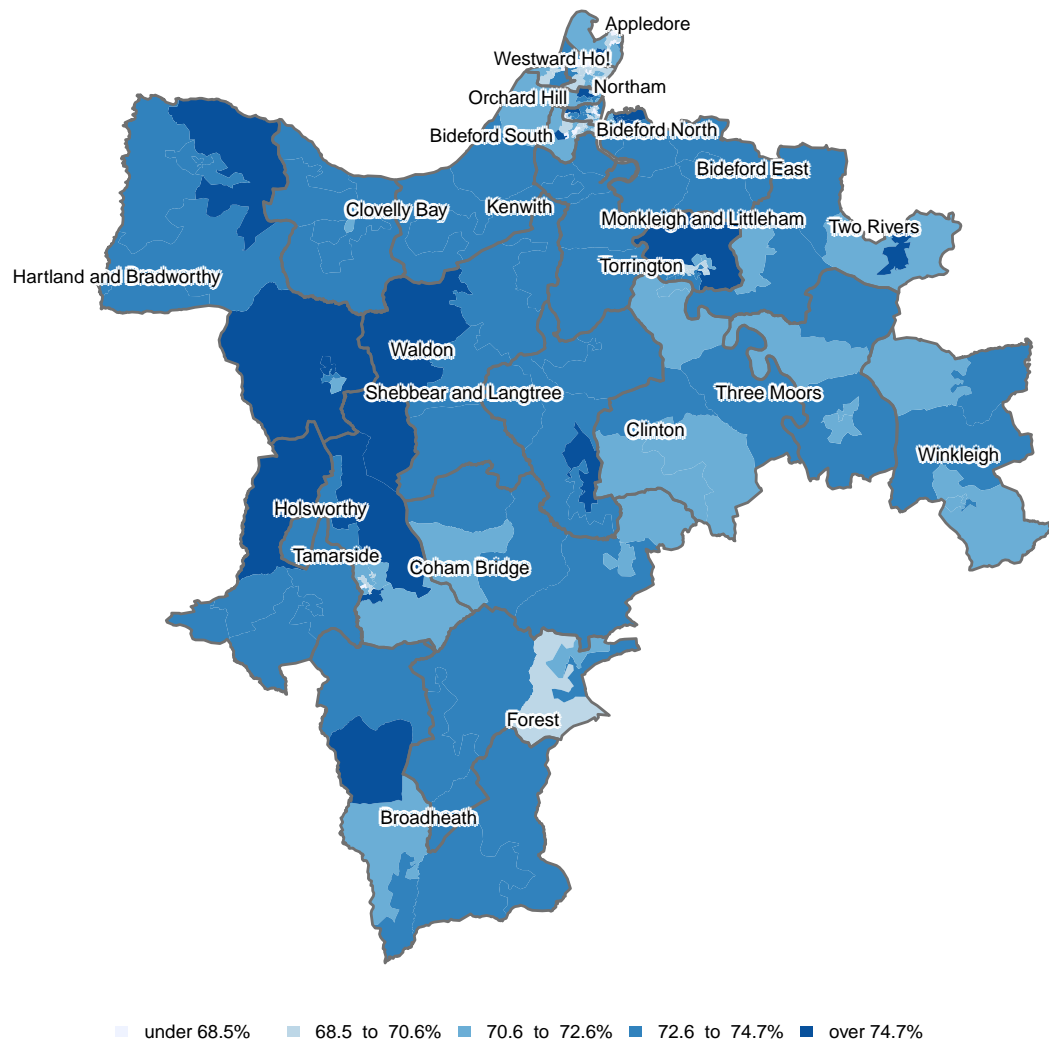 Appledore
Westward Ho!
Orchard Hill
Northam
Bideford South
Bideford North
Bideford East
Clovelly Bay
Kenwith
Monkleigh and Littleham
Two Rivers
Hartland and Bradworthy
Torrington
Waldon
Shebbear and Langtree
Three Moors
Clinton
Winkleigh
Holsworthy
Tamarside
Coham Bridge
Forest
Broadheath
under 68.5% 68.5 to 70.6% 70.6 to 72.6% 72.6 to 74.7% over 74.7%